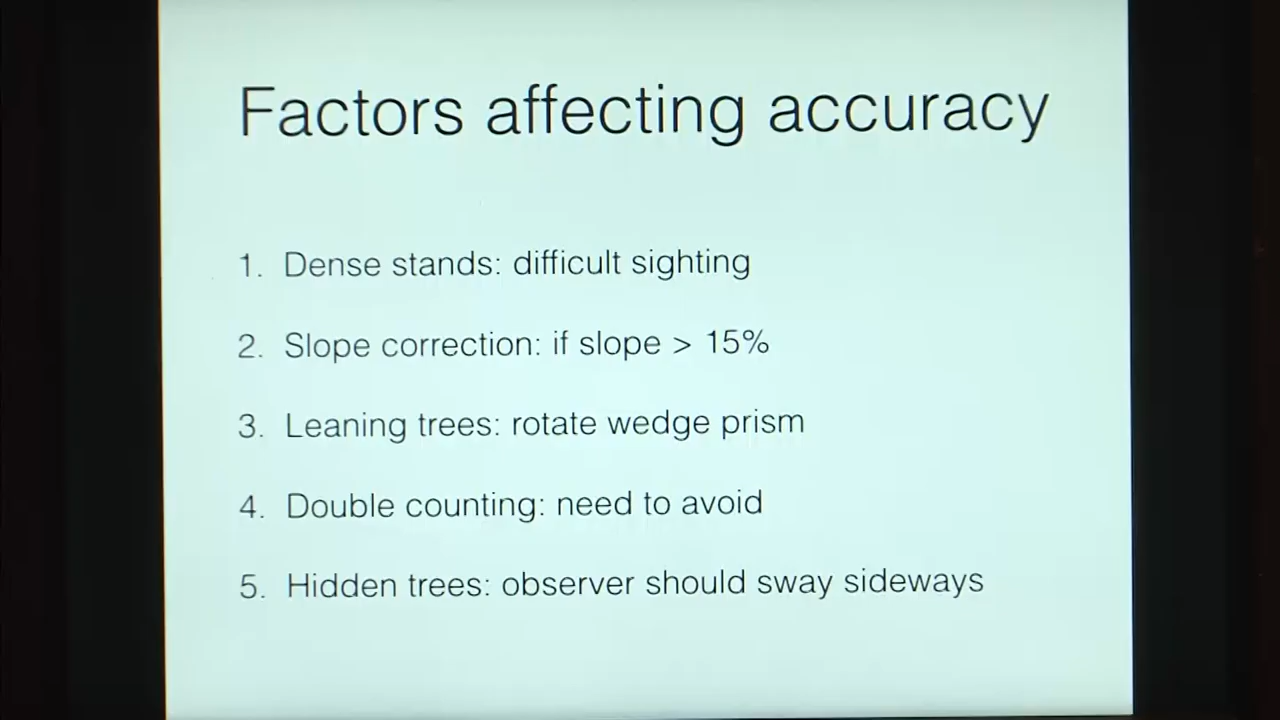 Factors affecting accuracy
1. Dense stands: difficult sighting
2. Slope correction: if slope > 15%
3. Leaning trees: rotate wedge prism
4. Double counting: need to avoid
5. Hidden trees: observer should sway sideways